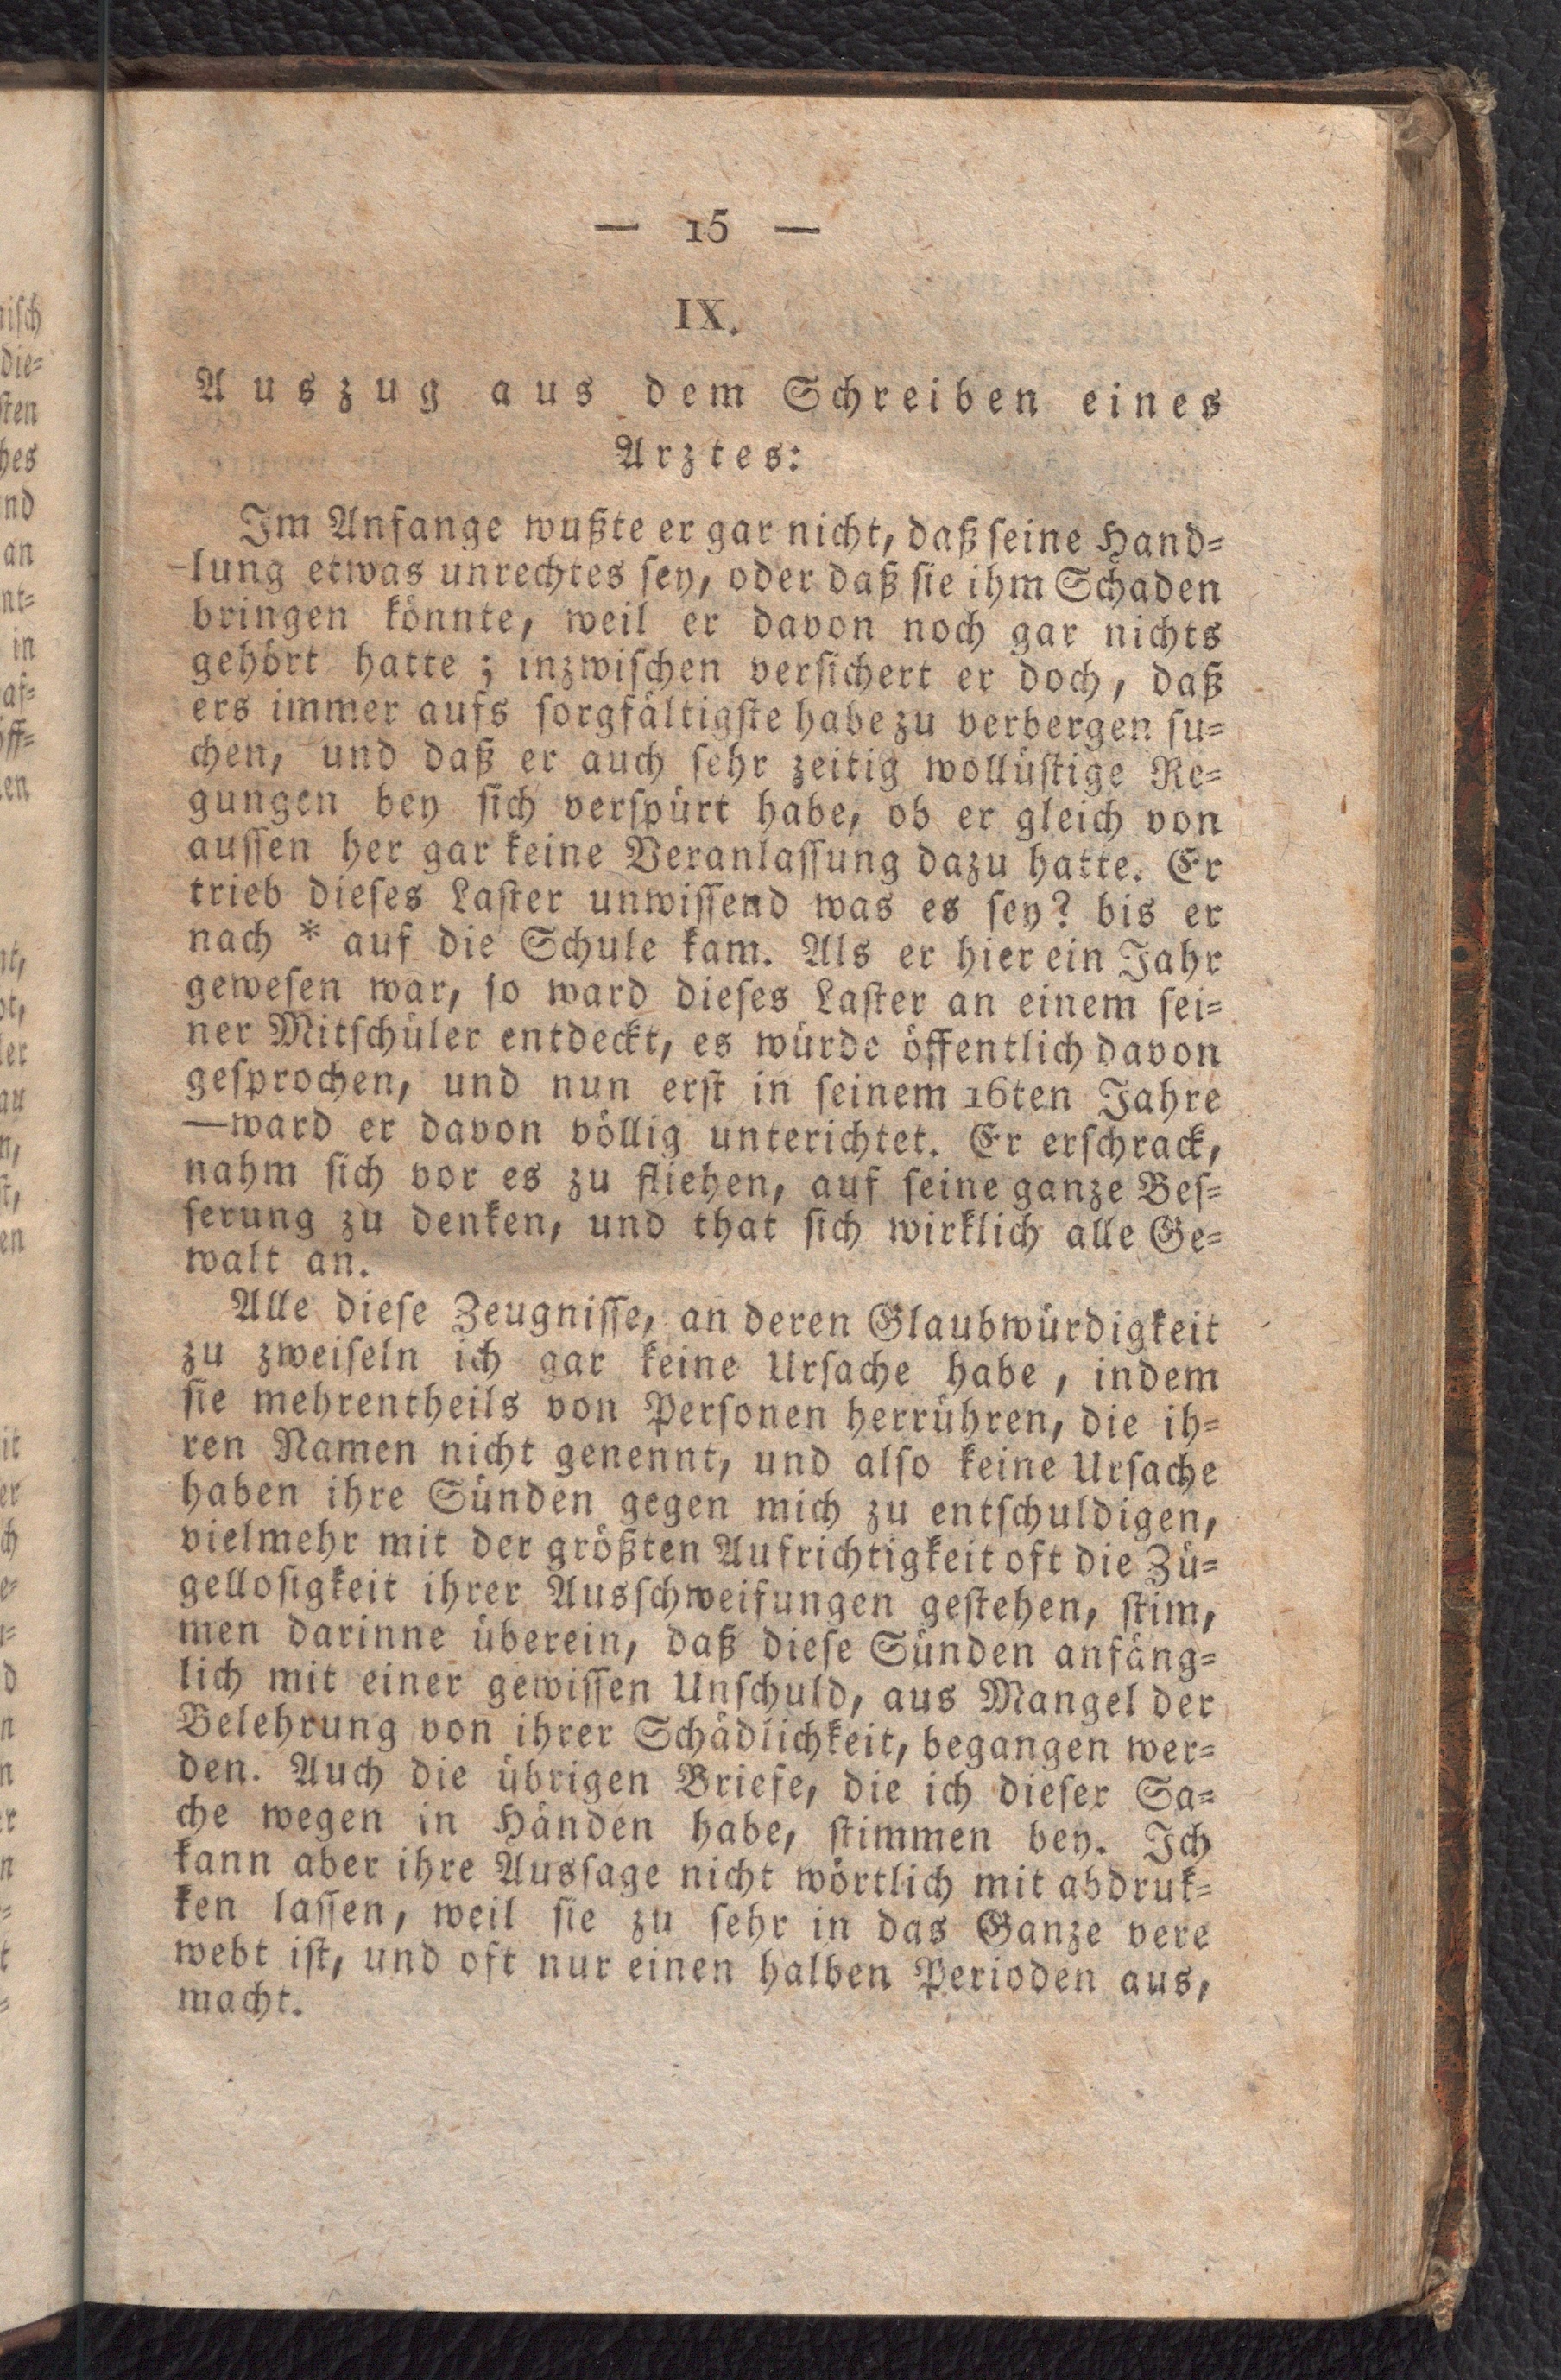 — 15 —
IX.
Auszug aus dem Schreiben eines
Arztes:
Im Anfange wußte er gar nicht, daß ſeine Hand⸗
lung etwas unrechtes ſey, oder daß ſie ihm Schaden
bringen könnte, weil er davon noch gar nichts
gehört hatte; inzwiſchen verſichert er doch, daß
ers immer aufs ſorgfältigſte habe zu verbergen ſu⸗
chen, und daß er auch ſehr zeitig wollüſtige Re⸗
gungen bey ſich verſpürt habe, ob er gleich von
auſſen her gar keine Veranlaſſung dazu hatte. Er
trieb dieſes Laſter unwiſſend was es ſey? bis er
nach * auf die Schule kam. Als er hier ein Jahr
geweſen war, ſo ward dieſes Laſter an einem ſei⸗
ner Mitſchüler entdeckt, es würde öffentlich davon
geſprochen, und nun erſt in ſeinem 16ten Jahre
—ward er davon völlig unterichtet. Er erſchrack,
nahm ſich vor es zu fliehen, auf ſeine ganze Beſ⸗
ſerung zu denken, und that ſich wirklich alle Ge⸗
walt an.
Alle dieſe Zeugniſſe, an deren Glaubwürdigkeit
zu zweiſeln ich gar keine Urſache habe, indem
ſie mehrentheils von Perſonen herrühren, die ih⸗
ren Namen nicht genennt, und alſo keine Urſache
haben ihre Sünden gegen mich zu entſchuldigen,
vielmehr mit der größten Aufrichtigkeit oft die Zü⸗
gelloſigkeit ihrer Ausſchweifungen geſtehen, ſtim,
men darinne überein, daß dieſe Sünden anfäng⸗
lich mit einer gewiſſen Unſchuld, aus Mangel der
Belehrung von ihrer Schädlichkeit, begangen wer⸗
den. Auch die übrigen Briefe, die ich dieſer Sa⸗
che wegen in Händen habe, ſtimmen bey. Ich
kann aber ihre Ausſage nicht wörtlich mit abdruk⸗
ken laſſen, weil ſie zu ſehr in das Ganze vere
webt iſt, und oft nur einen halben Perioden aus,
macht.